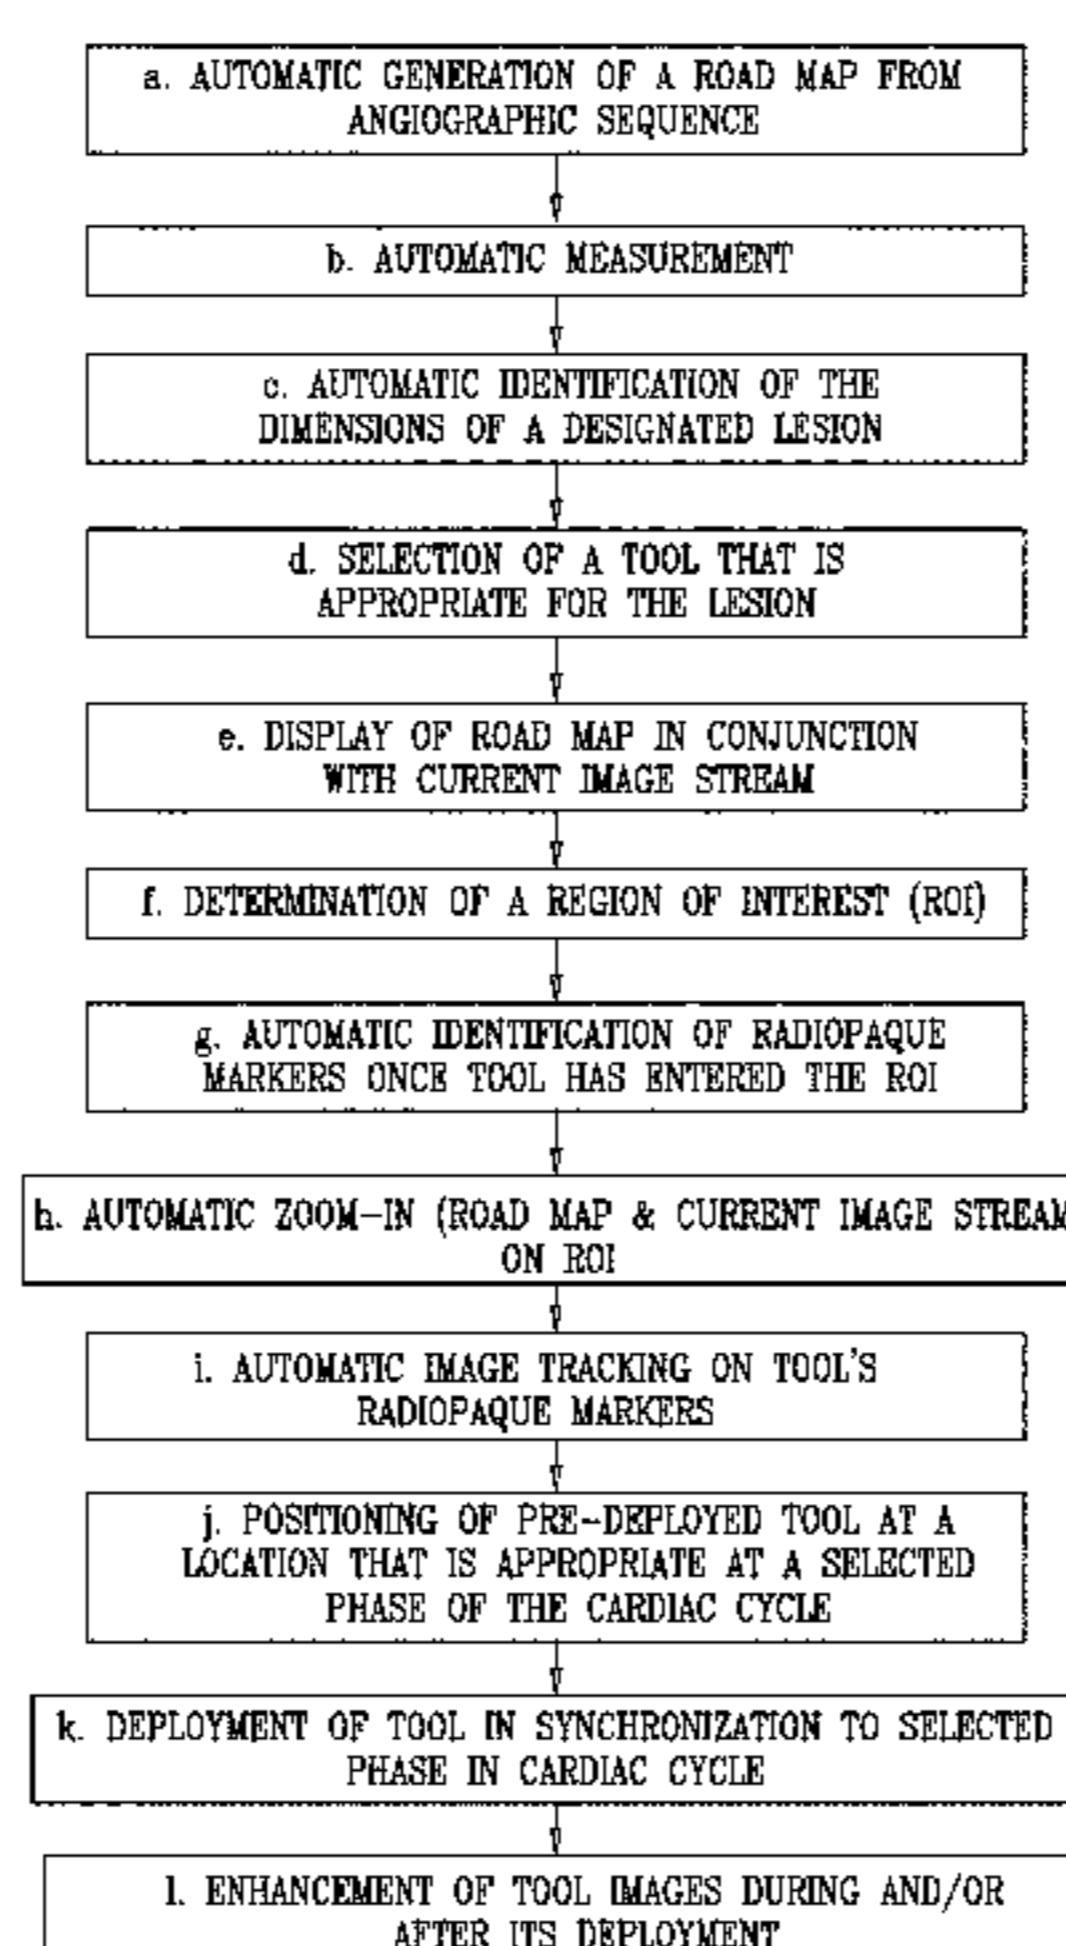 a. AUTOMATIC GENERATION OF A ROAD MAP FROM
ANGIOGRAPHIC SEQUENCE
b. AUTOMATIC MEASUREMENT
c. AUTOMATIC IDENTIFICATION OF THE
DIMENSIONS OF A DESIGNATED LESION
d. SELECTION OF A TOOL THAT IS
APPROPRIATE FOR THE LESION
e. DISPLAY OF ROAD MAP IN CONJUNCTION
WITH CURRENT IMAGE STREAM
f. DETERMINATION OF A REGION OF INTEREST (ROI)
g. AUTOMATIC IDENTIFICATION OF RADIOPAQUE
MARKERS ONCE TOOL HAS ENTERED THE ROI
h. AUTOMATIC ZOOM-IN (ROAD MAP & CURRENT IMAGE STREAM
ON ROI
i. AUTOMATIC IMAGE TRACKING ON TOOL'S
RADIOPAQUE MARKERS
j. POSITIONING OF PRE-DEPLOYED TOOL AT A
LOCATION THAT IS APPROPRIATE AT A SELECTED
PHASE OF THE CARDIAC CYCLE
k. DEPLOYMENT OF TOOL IN SYNCHRONIZATION TO SELECTED
PHASE IN CARDIAC CYCLE
l. ENHANCEMENT OF TOOL IMAGES DURING AND/OR
AFTER ITS DEPLOYMENT